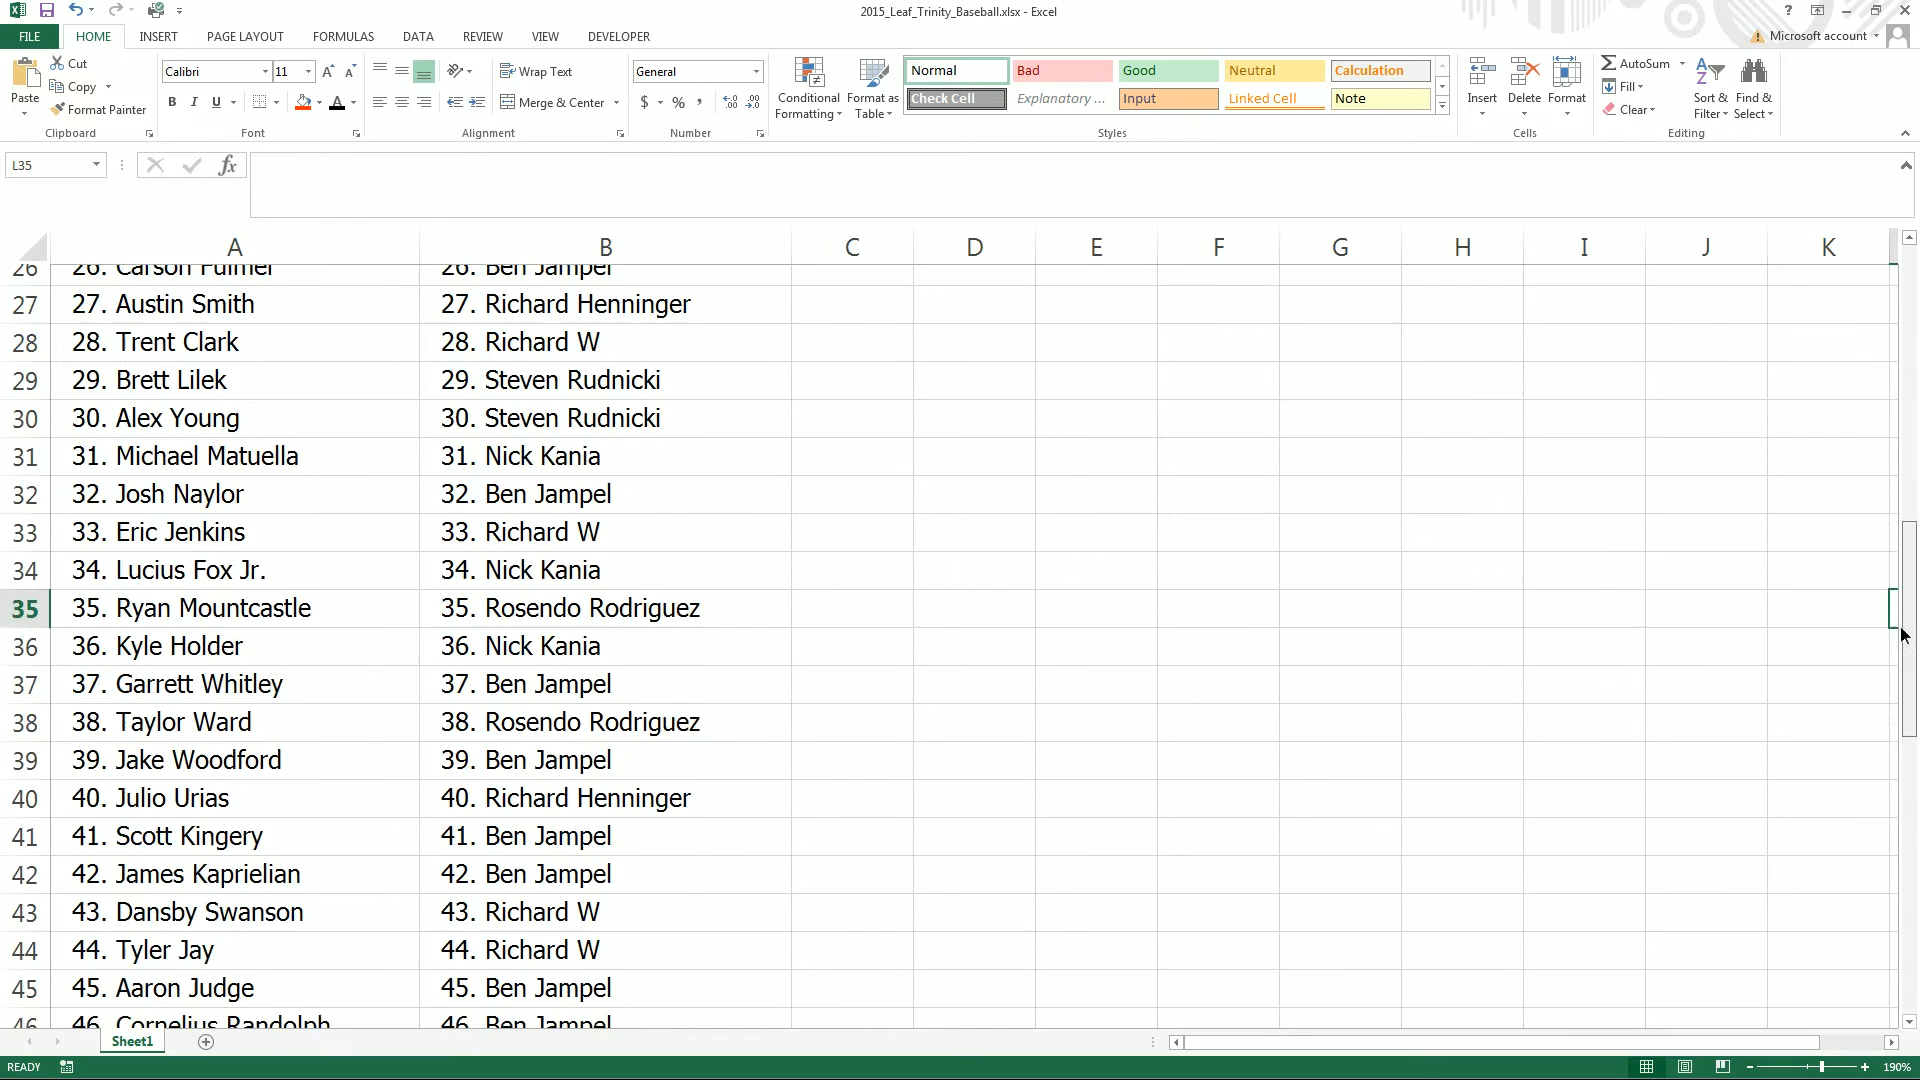 2015_Leaf_Trinity_Baseball.xlsx - Excel
FILE HOME INSERT PAGE LAYOUT FORMULAS DATA REVIEW VIEW DEVELOPER Microsoft account
Paste
Cut
Copy
Format Painter
Clipboard
Calibri 11
B I U
Font
Wrap Text
Merge & Center
Alignment
General
$ % ,
Number
Conditional Formatting
Format as Table
Normal Bad Good Neutral Calculation
Check Cell Explanatory ... Input Linked Cell Note
Styles
Insert Delete Format
Cells
AutoSum
Fill
Clear
Sort & Filter
Find & Select
Editing
L35 fx
A B C D E F G H I J K
26 26. Carson Fulmer 26. Ben Jampel
27 27. Austin Smith 27. Richard Henninger
28 28. Trent Clark 28. Richard W
29 29. Brett Lilek 29. Steven Rudnicki
30 30. Alex Young 30. Steven Rudnicki
31 31. Michael Matuella 31. Nick Kania
32 32. Josh Naylor 32. Ben Jampel
33 33. Eric Jenkins 33. Richard W
34 34. Lucius Fox Jr. 34. Nick Kania
35 35. Ryan Mountcastle 35. Rosendo Rodriguez
36 36. Kyle Holder 36. Nick Kania
37 37. Garrett Whitley 37. Ben Jampel
38 38. Taylor Ward 38. Rosendo Rodriguez
39 39. Jake Woodford 39. Ben Jampel
40 40. Julio Urias 40. Richard Henninger
41 41. Scott Kingery 41. Ben Jampel
42 42. James Kaprielian 42. Ben Jampel
43 43. Dansby Swanson 43. Richard W
44 44. Tyler Jay 44. Richard W
45 45. Aaron Judge 45. Ben Jampel
46 46. Cornelius Randolph 46. Ben Jampel
Sheet1
READY 190%